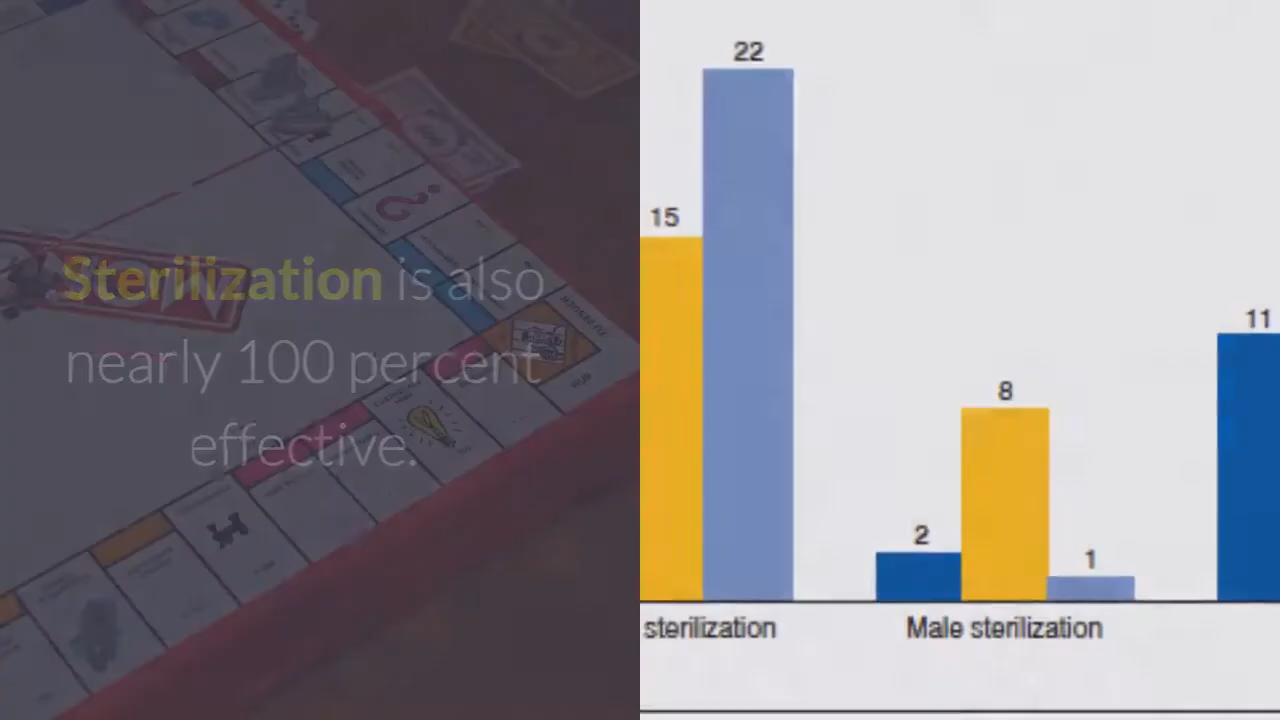 Sterilization is also
nearly 100 percent
effective.
22
15
11
8
2
1
sterilization
Male sterilization